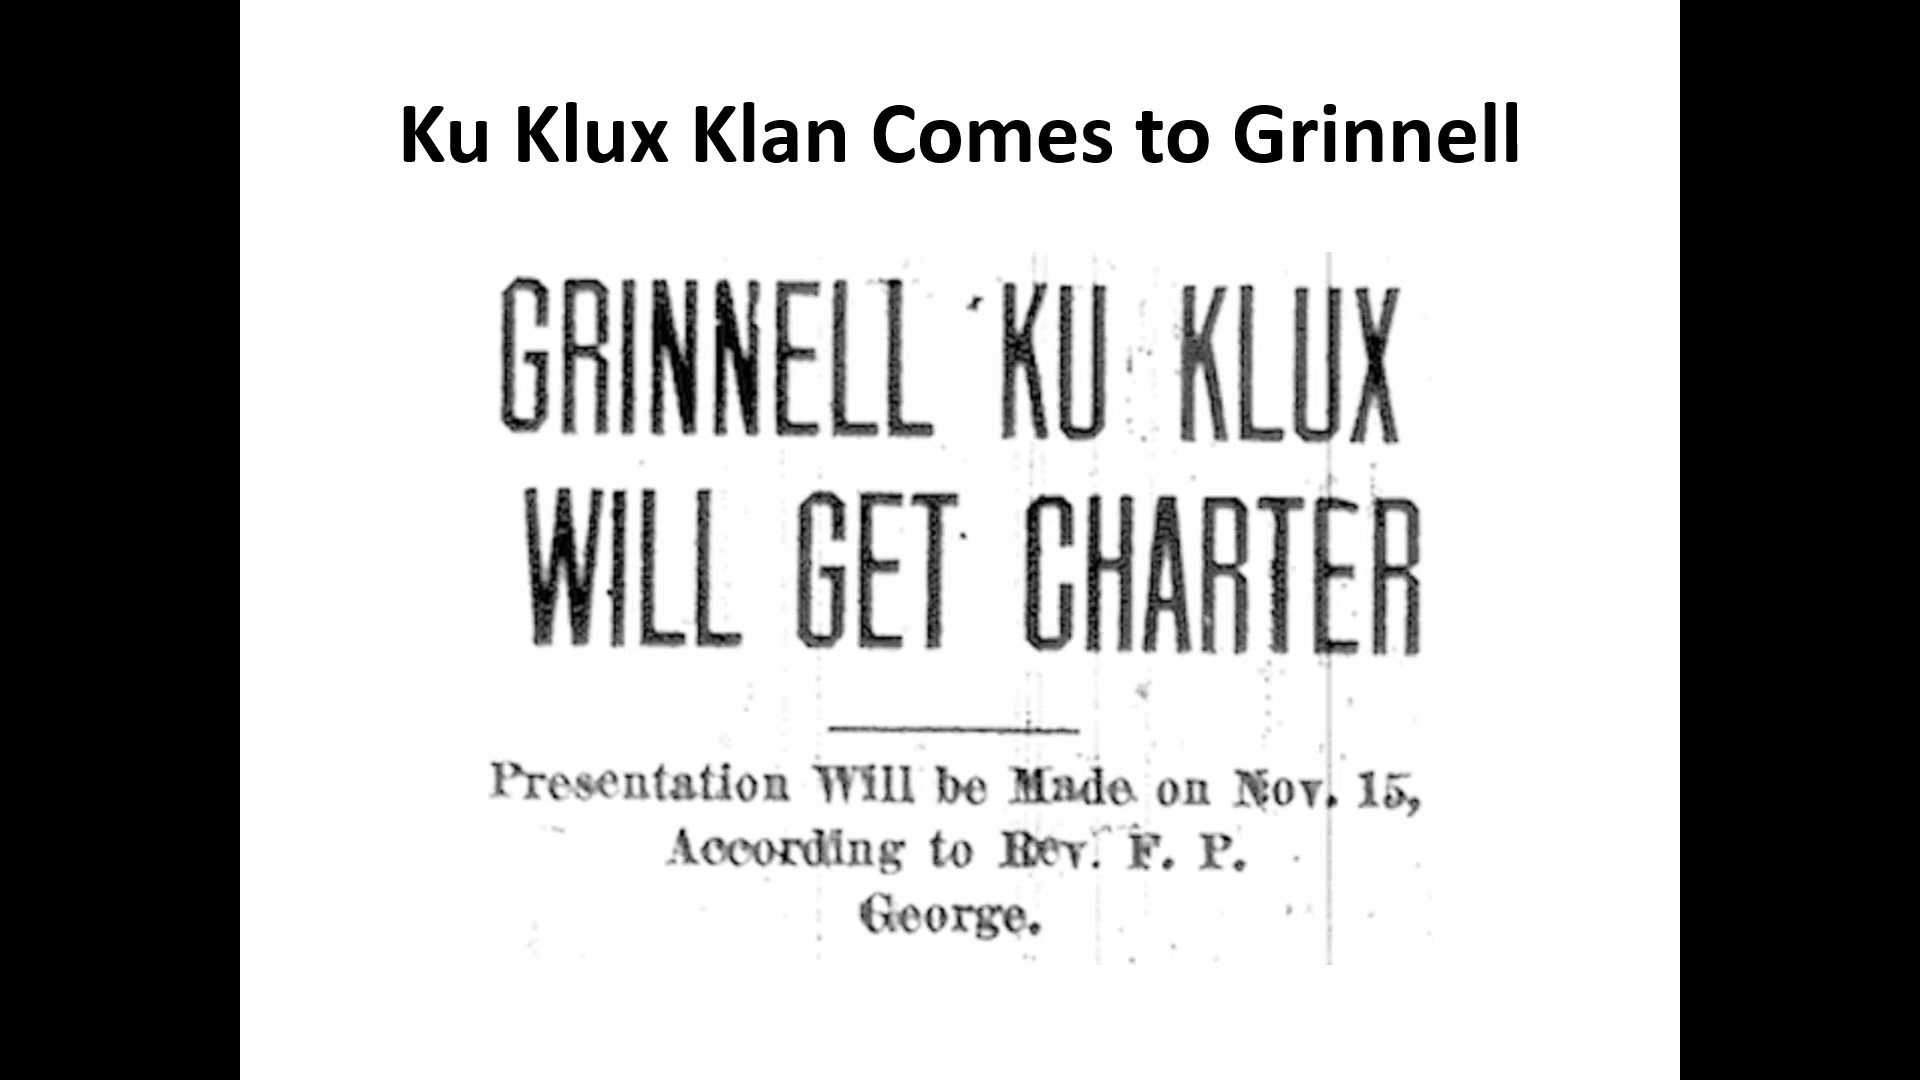 Ku Klux Klan Comes to Grinnell
GRINNELL KU KLUX
WILL GET CHARTER
Presentation Will be Made on Nov. 15,
According to Rev. F. P.
George.